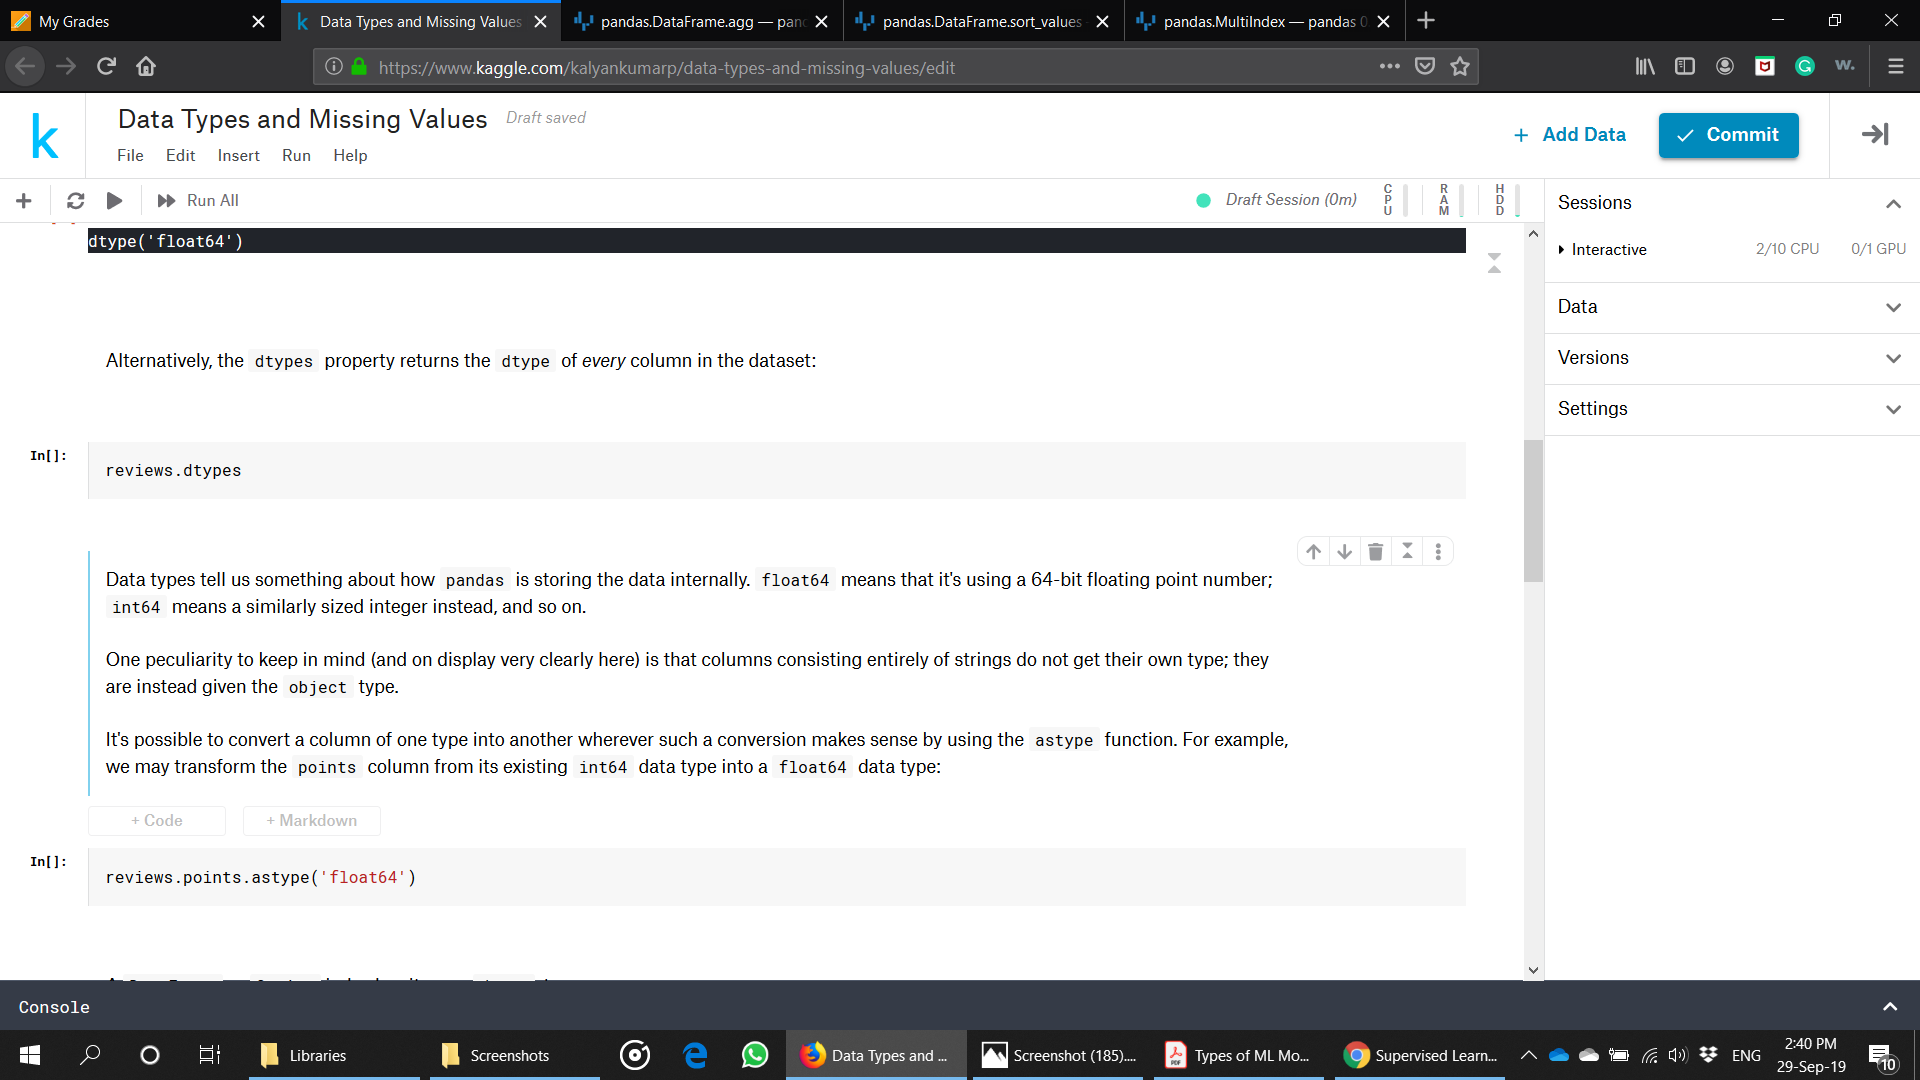 My Grades
Data Types and Missing Values
pandas.DataFrame.agg — pan
pandas.DataFrame.sort_values
pandas.MultiIndex — pandas 0
https://www.kaggle.com/kalyankumarp/data-types-and-missing-values/edit
Data Types and Missing Values Draft saved
File Edit Insert Run Help
+ Add Data
Commit
Run All
Draft Session (0m)
CPU
RAM
HDD
Sessions
Interactive 2/10 CPU 0/1 GPU
Data
Versions
Settings
dtype('float64')
Alternatively, the dtypes property returns the dtype of every column in the dataset:
In[]:
reviews.dtypes
Data types tell us something about how pandas is storing the data internally. float64 means that it's using a 64-bit floating point number;
int64 means a similarly sized integer instead, and so on.
One peculiarity to keep in mind (and on display very clearly here) is that columns consisting entirely of strings do not get their own type; they
are instead given the object type.
It's possible to convert a column of one type into another wherever such a conversion makes sense by using the astype function. For example,
we may transform the points column from its existing int64 data type into a float64 data type:
+ Code + Markdown
In[]:
reviews.points.astype('float64')
Console
Libraries
Screenshots
Data Types and ...
Screenshot (185)....
Types of ML Mo...
Supervised Learn...
ENG
2:40 PM
29-Sep-19
10